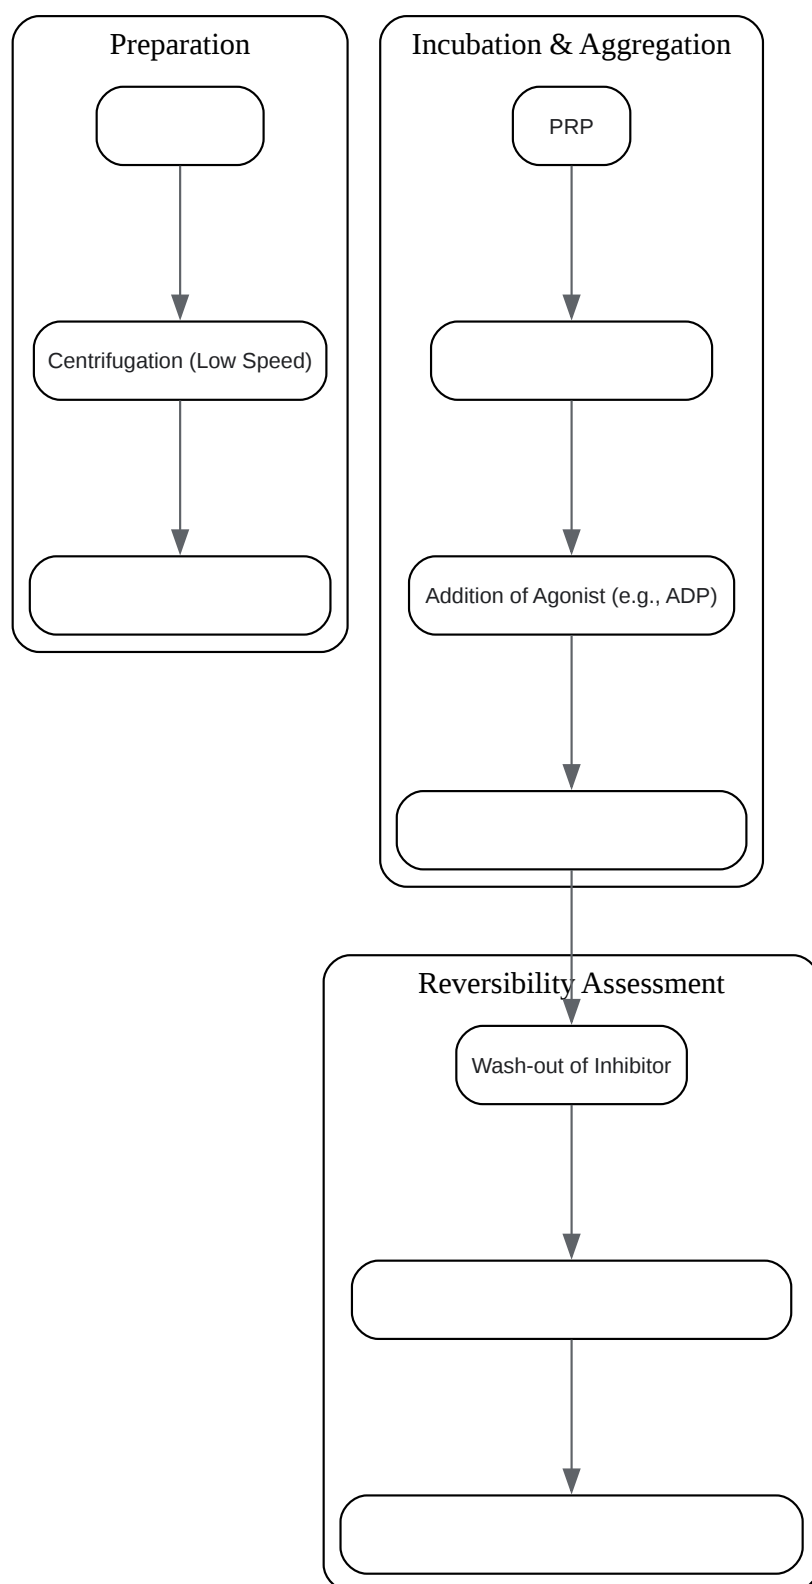 Preparation
Centrifugation (Low Speed)
Incubation & Aggregation
PRP
Addition of Agonist (e.g., ADP)
Reversibility Assessment
Wash-out of Inhibitor